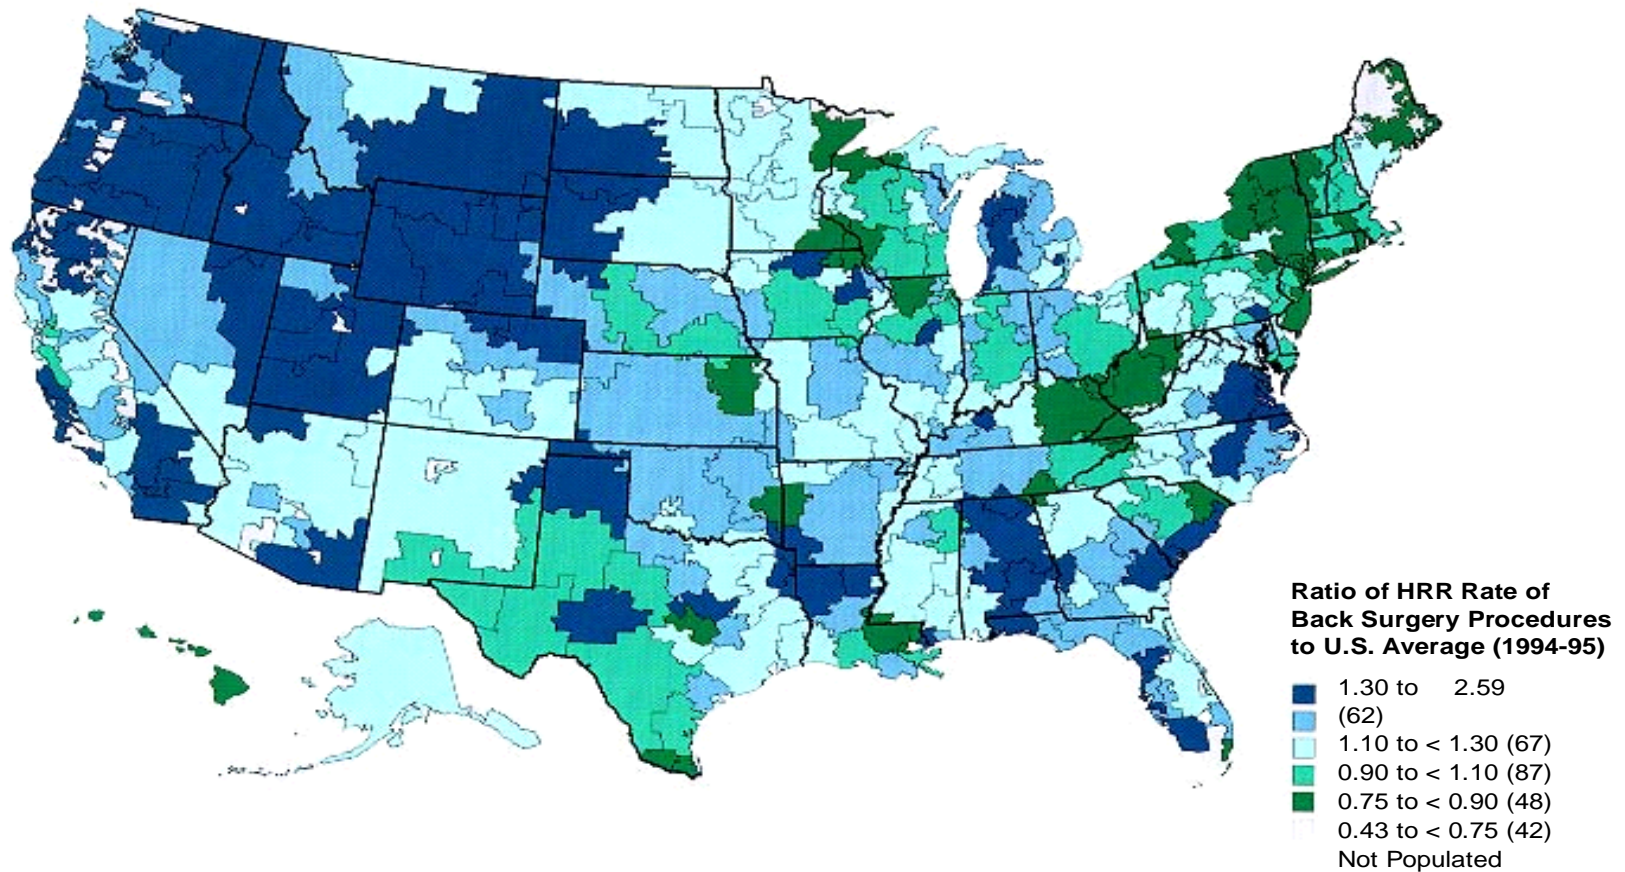 Ratio of HRR Rate of
Back Surgery Procedures
to U.S. Average (1994-95)
1.30 to 2.59
(62)
1.10 to < 1.30 (67)
0.90 to < 1.10 (87)
0.75 to < 0.90 (48)
0.43 to < 0.75 (42)
Not Populated